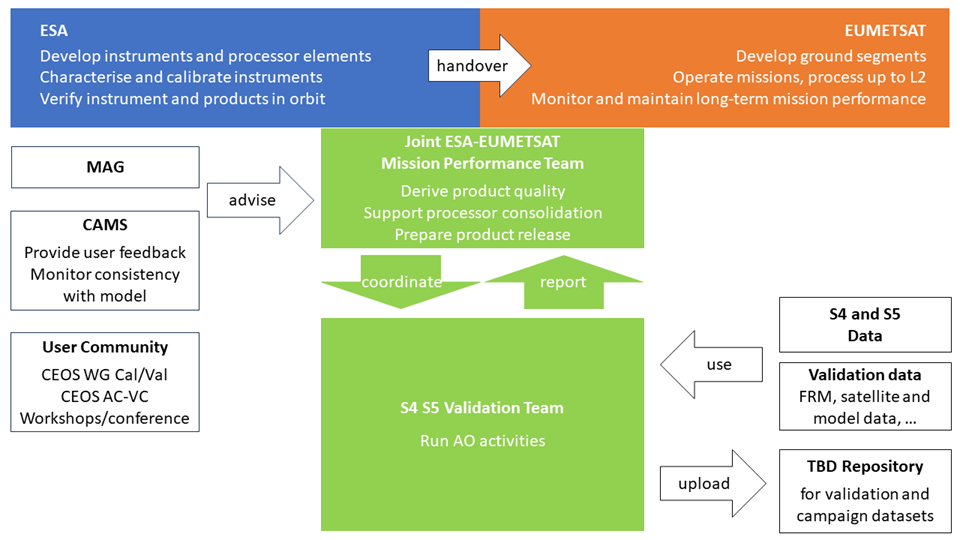 ESA
Develop instruments and processor elements
Characterise and calibrate instruments
Verify instrument and products in orbit
handover
EUMETSAT
Develop ground segments
Operate missions, process up to L2
Monitor and maintain long-term mission performance
Joint ESA-EUMETSAT
Mission Performance Team
Derive product quality
Support processor consolidation
Prepare product release
MAG
advise
CAMS
Provide user feedback
Monitor consistency
with model
User Community
CEOS WG Cal/Val
CEOS AC-VC
Workshops/conference
coordinate
report
S4 S5 Validation Team
Run AO activities
use
S4 and S5
Data
Validation data
FRM, satellite and
model data, …
upload
TBD Repository
for validation and
campaign datasets